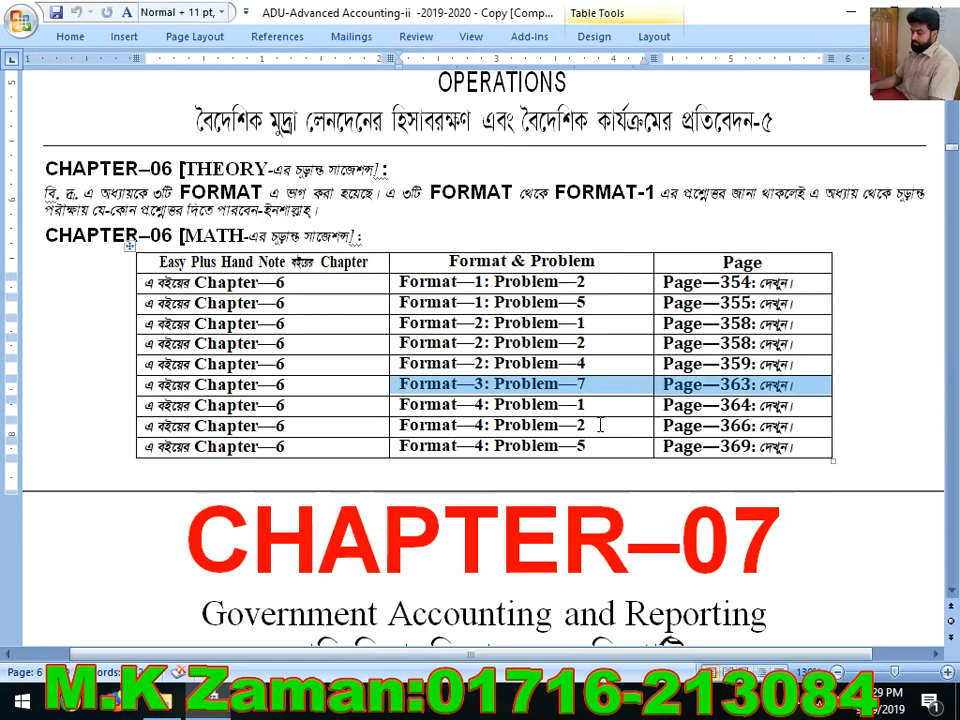 Normal + 11 pt,
ADU-Advanced Accounting-ii -2019-2020 - Copy [Comp...
Table Tools
Home Insert Page Layout References Mailings Review View Add-Ins Design Layout
OPERATIONS
বৈদেশিক মুদ্রা লেনদেনের হিসাবরক্ষণ এবং বৈদেশিক কার্যক্রমের প্রতিবেদন-৫
CHAPTER–06 [THEORY-এর চূড়ান্ত সাজেশন্স] :
বি. দ্র. এ অধ্যায়কে ৩টি FORMAT এ ভাগ করা হয়েছে। এ ৩টি FORMAT থেকে FORMAT-1 এর প্রশ্নোত্তর জানা থাকলেই এ অধ্যায় থেকে চূড়ান্ত
পরীক্ষায় যে-কোন প্রশ্নোত্তর দিতে পারবেন-ইনশাল্লাহ্।
CHAPTER–06 [MATH-এর চূড়ান্ত সাজেশন্স] :
Easy Plus Hand Note বইয়ের Chapter Format & Problem Page
এ বইয়ের Chapter—6 Format—1: Problem—2 Page—354: দেখুন।
এ বইয়ের Chapter—6 Format—1: Problem—5 Page—355: দেখুন।
এ বইয়ের Chapter—6 Format—2: Problem—1 Page—358: দেখুন।
এ বইয়ের Chapter—6 Format—2: Problem—2 Page—358: দেখুন।
এ বইয়ের Chapter—6 Format—2: Problem—4 Page—359: দেখুন।
এ বইয়ের Chapter—6 Format—3: Problem—7 Page—363: দেখুন।
এ বইয়ের Chapter—6 Format—4: Problem—1 Page—364: দেখুন।
এ বইয়ের Chapter—6 Format—4: Problem—2 Page—366: দেখুন।
এ বইয়ের Chapter—6 Format—4: Problem—5 Page—369: দেখুন।
CHAPTER–07
Government Accounting and Reporting
Page: 6
M.K Zaman:01716-213084